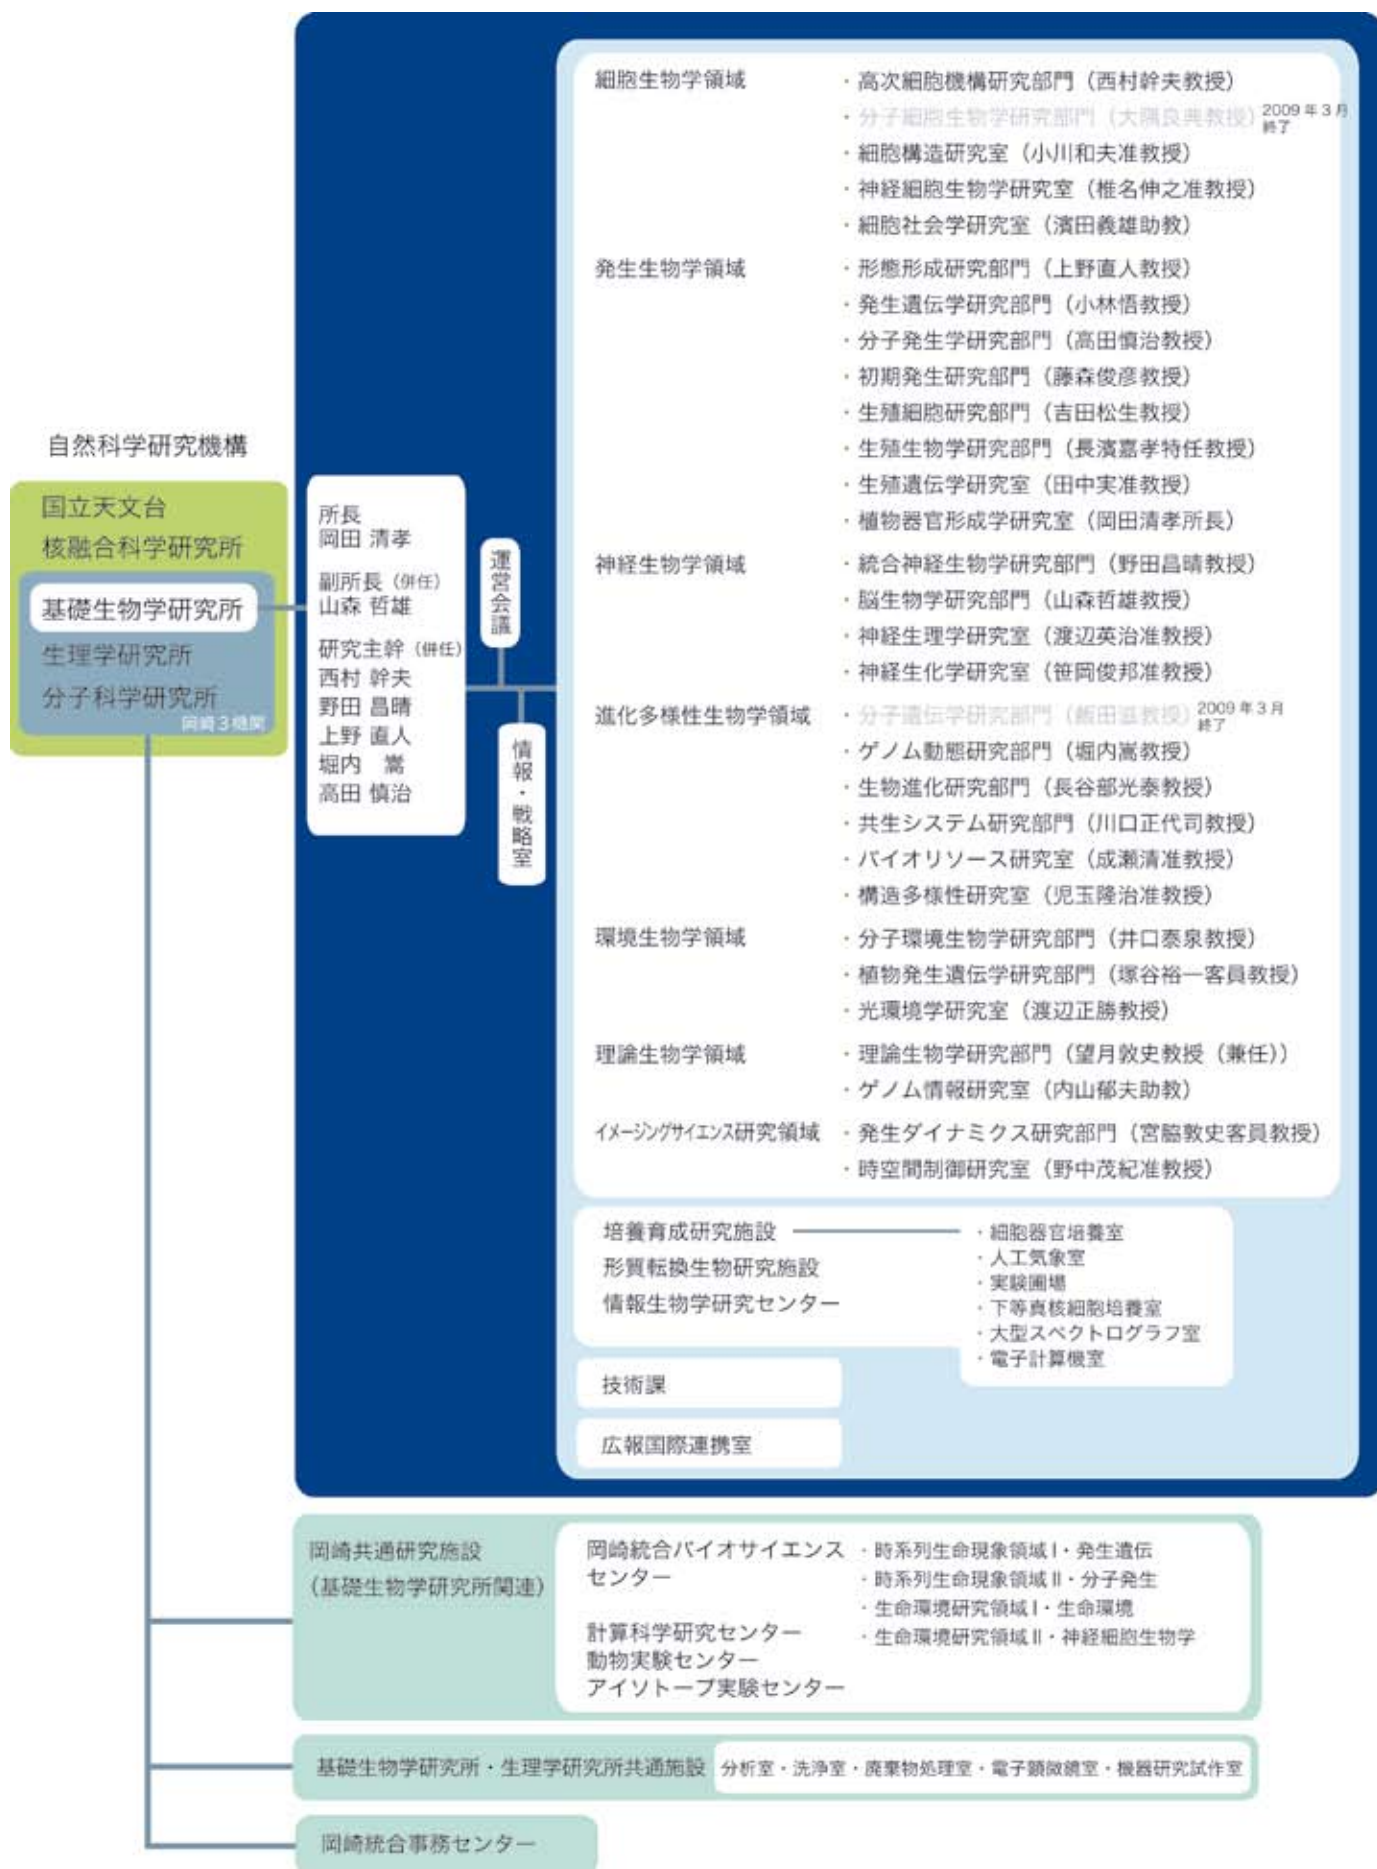 自然科学研究機構
国立天文台
核融合科学研究所
基礎生物学研究所
生理学研究所
分子科学研究所
岡崎3機関
所長
岡田 清孝
副所長(併任)
山森 哲雄
研究主幹(併任)
西村 幹夫
野田 昌晴
上野 直人
堀内 嵩
高田 慎治
運営会議
情報・戦略室
細胞生物学領域
・高次細胞機構研究部門(西村幹夫教授)
・分子細胞生物学研究部門(大隅良典教授) 2009年3月
終了
・細胞構造研究室(小川和夫准教授)
・神経細胞生物学研究室(椎名伸之准教授)
・細胞社会学研究室(濱田義雄助教)
発生生物学領域
・形態形成研究部門(上野直人教授)
・発生遺伝学研究部門(小林悟教授)
・分子発生学研究部門(高田慎治教授)
・初期発生研究部門(藤森俊彦教授)
・生殖細胞研究部門(吉田松生教授)
・生殖生物学研究部門(長濱嘉孝特任教授)
・生殖遺伝学研究室(田中実准教授)
・植物器官形成学研究室(岡田清孝所長)
神経生物学領域
・統合神経生物学研究部門(野田昌晴教授)
・脳生物学研究部門(山森哲雄教授)
・神経生理学研究室(渡辺英治准教授)
・神経生化学研究室(笹岡俊邦准教授)
進化多様性生物学領域
・分子遺伝学研究部門(飯田滋教授) 2009年3月
終了
・ゲノム動態研究部門(堀内嵩教授)
・生物進化研究部門(長谷部光泰教授)
・共生システム研究部門(川口正代司教授)
・バイオリソース研究室(成瀬清准教授)
・構造多様性研究室(児玉隆治准教授)
環境生物学領域
・分子環境生物学研究部門(井口泰泉教授)
・植物発生遺伝学研究部門(塚谷裕一客員教授)
・光環境学研究室(渡辺正勝教授)
理論生物学領域
・理論生物学研究部門(望月敦史教授(兼任))
・ゲノム情報研究室(内山郁夫助教)
イメージングサイエンス研究領域
・発生ダイナミクス研究部門(宮脇敦史客員教授)
・時空間制御研究室(野中茂紀准教授)
培養育成研究施設
形質転換生物研究施設
情報生物学研究センター
・細胞器官培養室
・人工気象室
・実験圃場
・下等真核細胞培養室
・大型スペクトログラフ室
・電子計算機室
技術課
広報国際連携室
岡崎共通研究施設
(基礎生物学研究所関連)
岡崎統合バイオサイエンス
センター
・時系列生命現象領域Ⅰ・発生遺伝
・時系列生命現象領域Ⅱ・分子発生
・生命環境研究領域Ⅰ・生命環境
・生命環境研究領域Ⅱ・神経細胞生物学
計算科学研究センター
動物実験センター
アイソトープ実験センター
基礎生物学研究所・生理学研究所共通施設
分析室・洗浄室・廃棄物処理室・電子顕微鏡室・機器研究試作室
岡崎統合事務センター